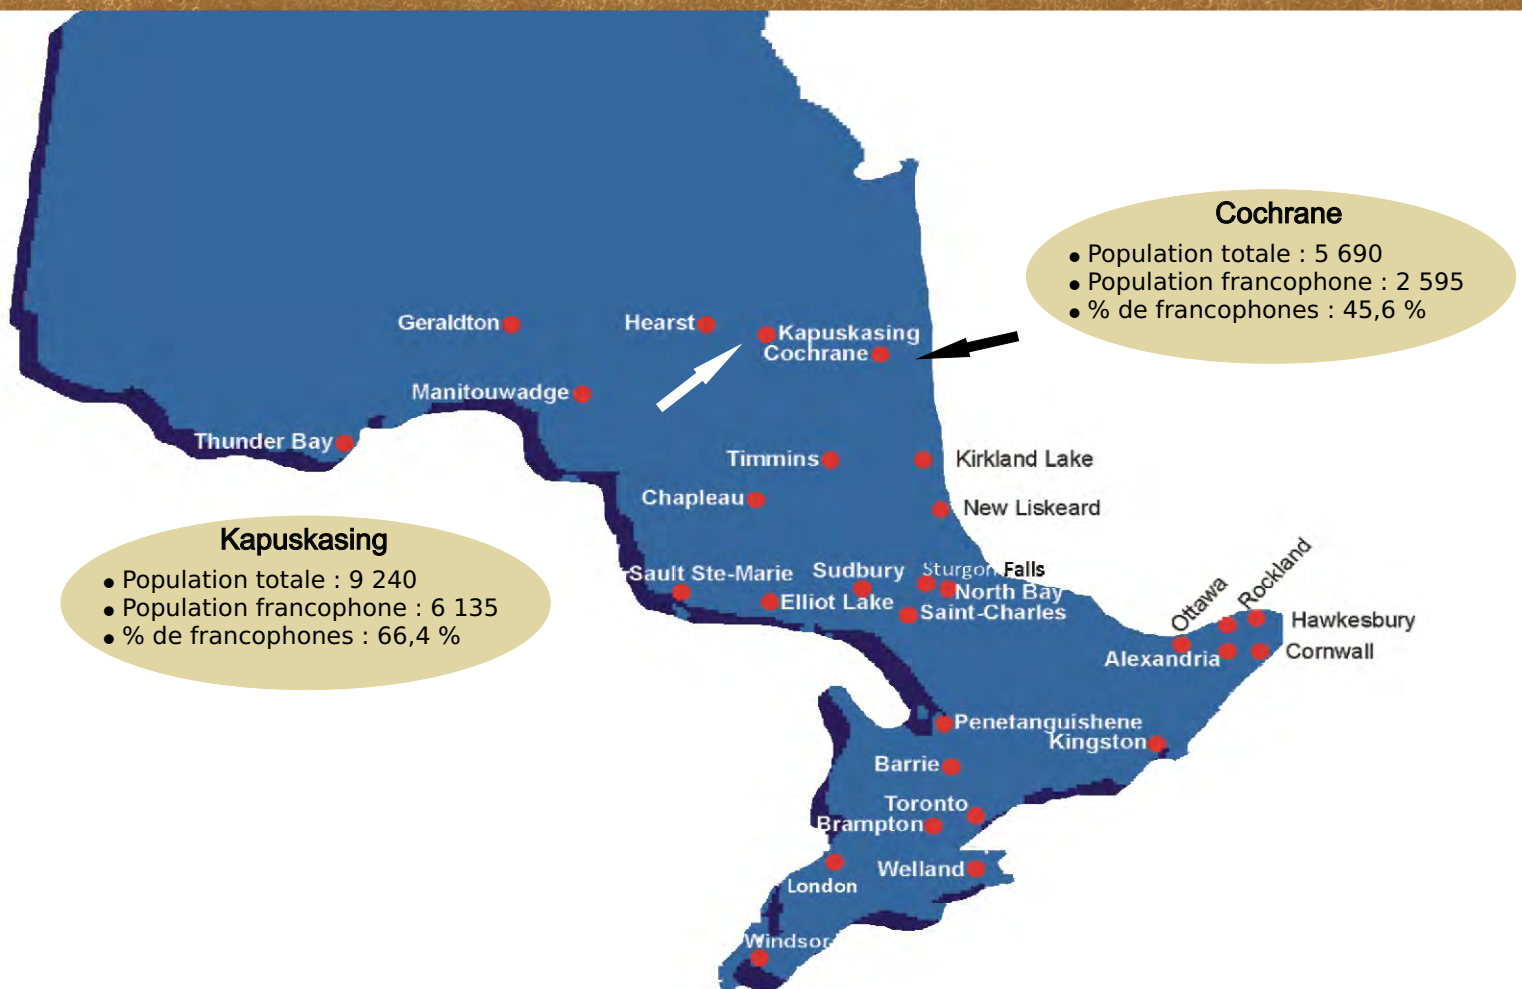 Cochrane
• Population totale : 5 690
• Population francophone : 2 595
• % de francophones : 45,6 %
Geraldton
Hearst
Kapuskasing
Cochrane
Manitouwadge
Thunder Bay
Timmins
Kirkland Lake
Chapleau
New Liskeard
Kapuskasing
• Population totale : 9 240
• Population francophone : 6 135
• % de francophones : 66,4 %
Sault Ste-Marie
Sudbury
Sturgon Falls
North Bay
Elliot Lake
Saint-Charles
Ottawa
Rockland
Hawkesbury
Alexandria
Cornwall
Penetanguishene
Kingston
Barrie
Toronto
Brampton
London
Welland
Windsor